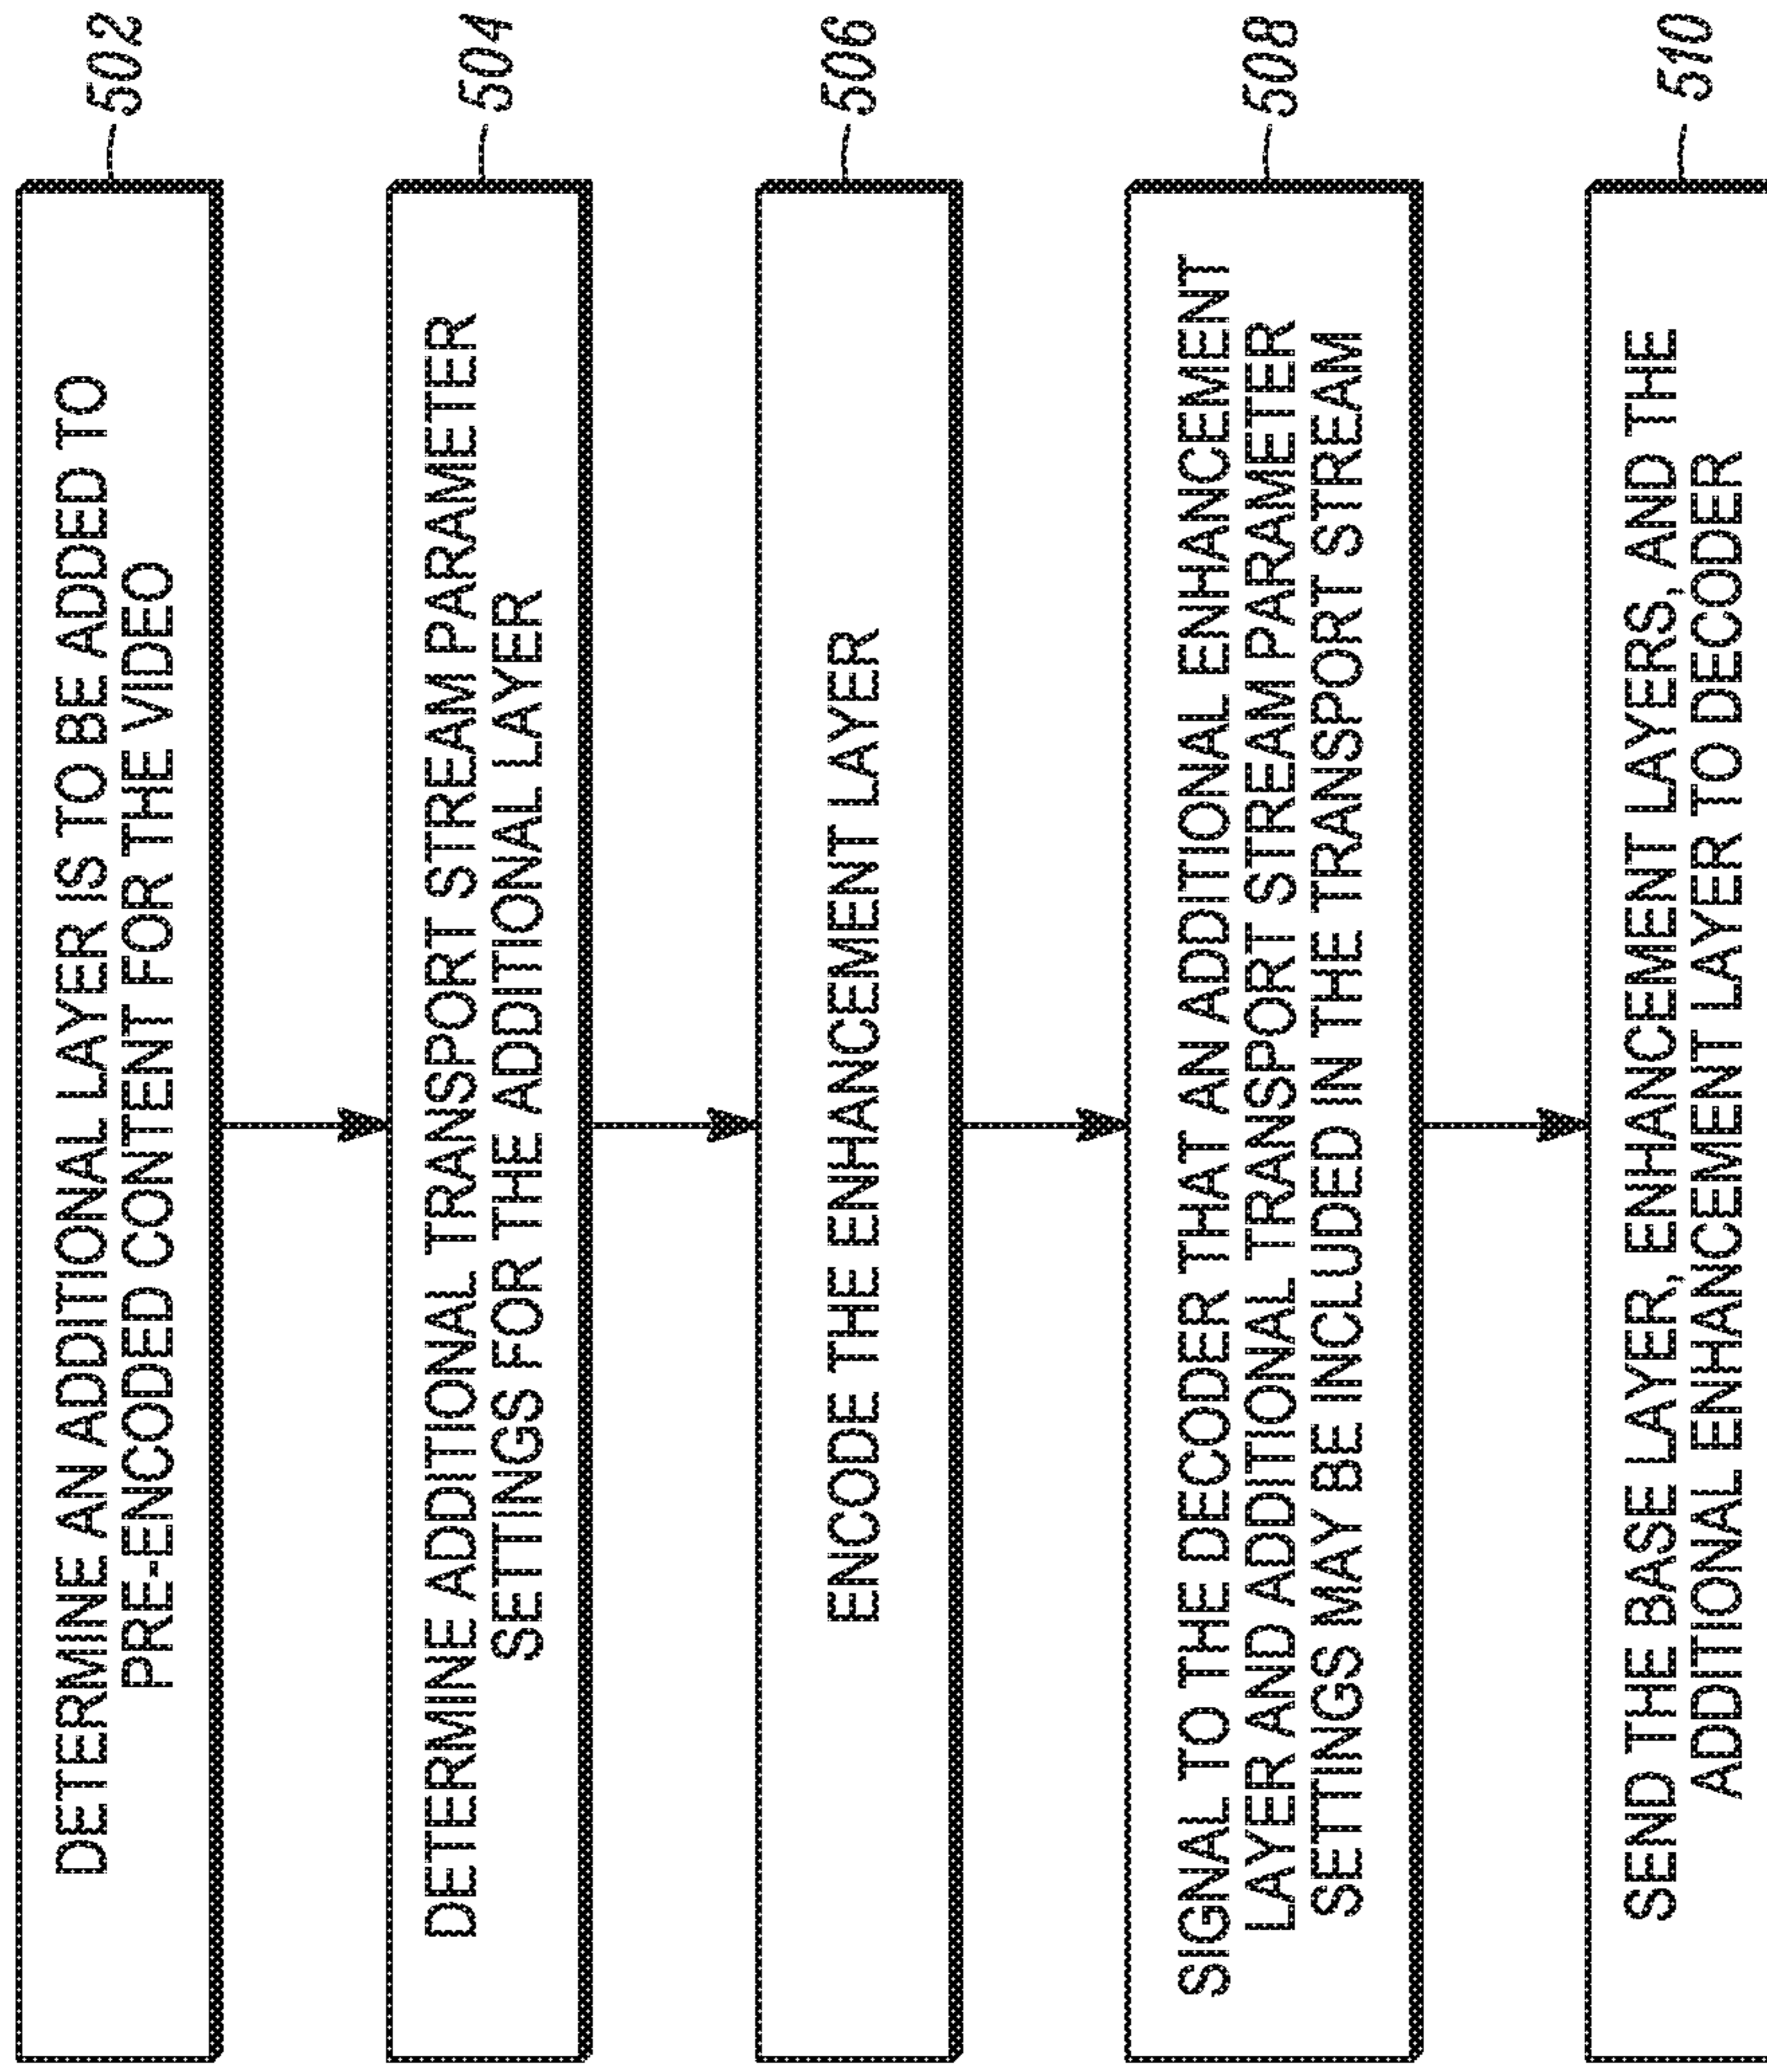 DETERMINE AN ADDITIONAL LAYER IS TO BE ADDED TO
PRE-ENCODED CONTENT FOR THE VIDEO
502
DETERMINE ADDITIONAL TRANSPORT STREAM PARAMETER
SETTINGS FOR THE ADDITIONAL LAYER
504
ENCODE THE ENHANCEMENT LAYER
506
SIGNAL TO THE DECODER THAT AN ADDITIONAL ENHANCEMENT
LAYER AND ADDITIONAL TRANSPORT STREAM PARAMETER
SETTINGS MAY BE INCLUDED IN THE TRANSPORT STREAM
508
SEND THE BASE LAYER, ENHANCEMENT LAYERS, AND THE
ADDITIONAL ENHANCEMENT LAYER TO DECODER
510